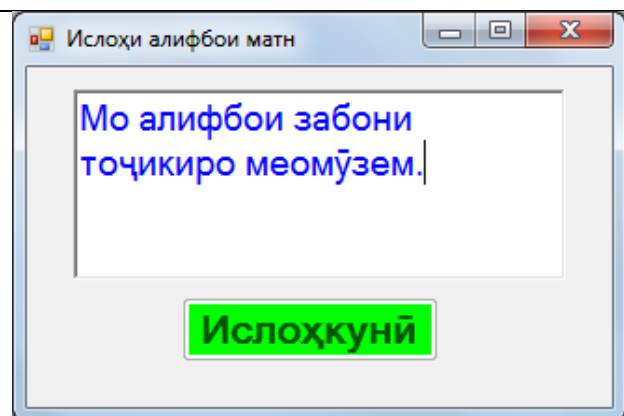 Ислоҳи алифбои матн
Мо алифбои забони
тоҷикиро меомӯзем.
Ислоҳкунӣ